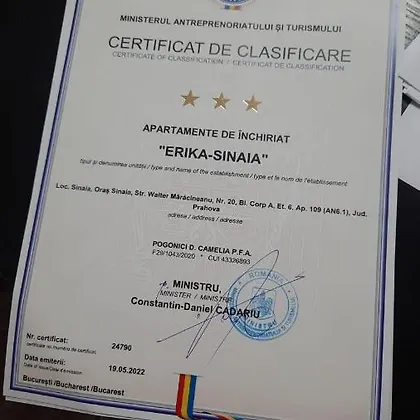 MINISTERUL ANTREPRENORIATULUI ȘI TURISMULUI
CERTIFICAT DE CLASIFICARE
CERTIFICATE OF CLASSIFICATION / CERTIFICAT DE CLASSIFICATION
APARTAMENTE DE ÎNCHIRIAT
"ERIKA-SINAIA"
tipul și denumirea unității / type and name of the establishment / type et le nom de l'établissement
Loc. Sinaia, Oraș Sinaia, Str. Walter Mărăcineanu, Nr. 20, Bl. Corp A, Et. 6, Ap. 109 (AN6.1), Jud.
Prahova
adresa / address / adresse
POGONICI D. CAMELIA P.F.A.
F29/1043/2020 * CUI 43326893
MINISTRU,
MINISTER / MINISTRE
Constantin-Daniel CADARIU
ROMÂNIA
Nr. certificat:
24790
Data emiterii:
19.05.2022
București /Bucharest /Bucarest